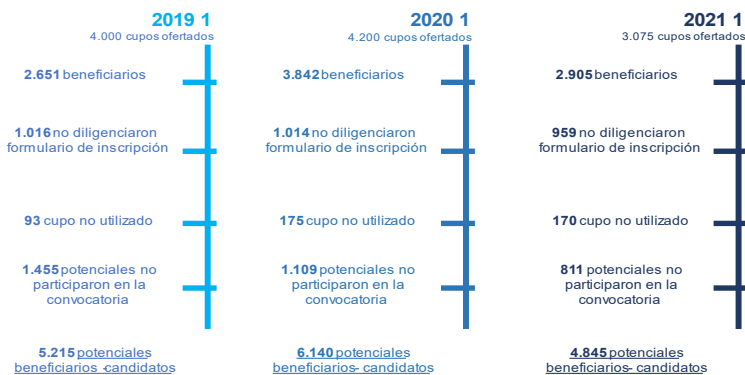 2019 1
4.000 cupos ofertados
2.651 beneficiarios
1.016 no diligenciaron
formulario de inscripción
93 cupo no utilizado
1.455 potenciales no
participaron en la
convocatoria
5.215 potenciales
beneficiarios -candidatos
2020 1
4.200 cupos ofertados
3.842 beneficiarios
1.014 no diligenciaron
formulario de inscripción
175 cupo no utilizado
1.109 potenciales no
participaron en la
convocatoria
6.140 potenciales
beneficiarios- candidatos
2021 1
3.075 cupos ofertados
2.905 beneficiarios
959 no diligenciaron
formulario de inscripción
170 cupo no utilizado
811 potenciales no
participaron en la
convocatoria
4.845 potenciales
beneficiarios- candidatos